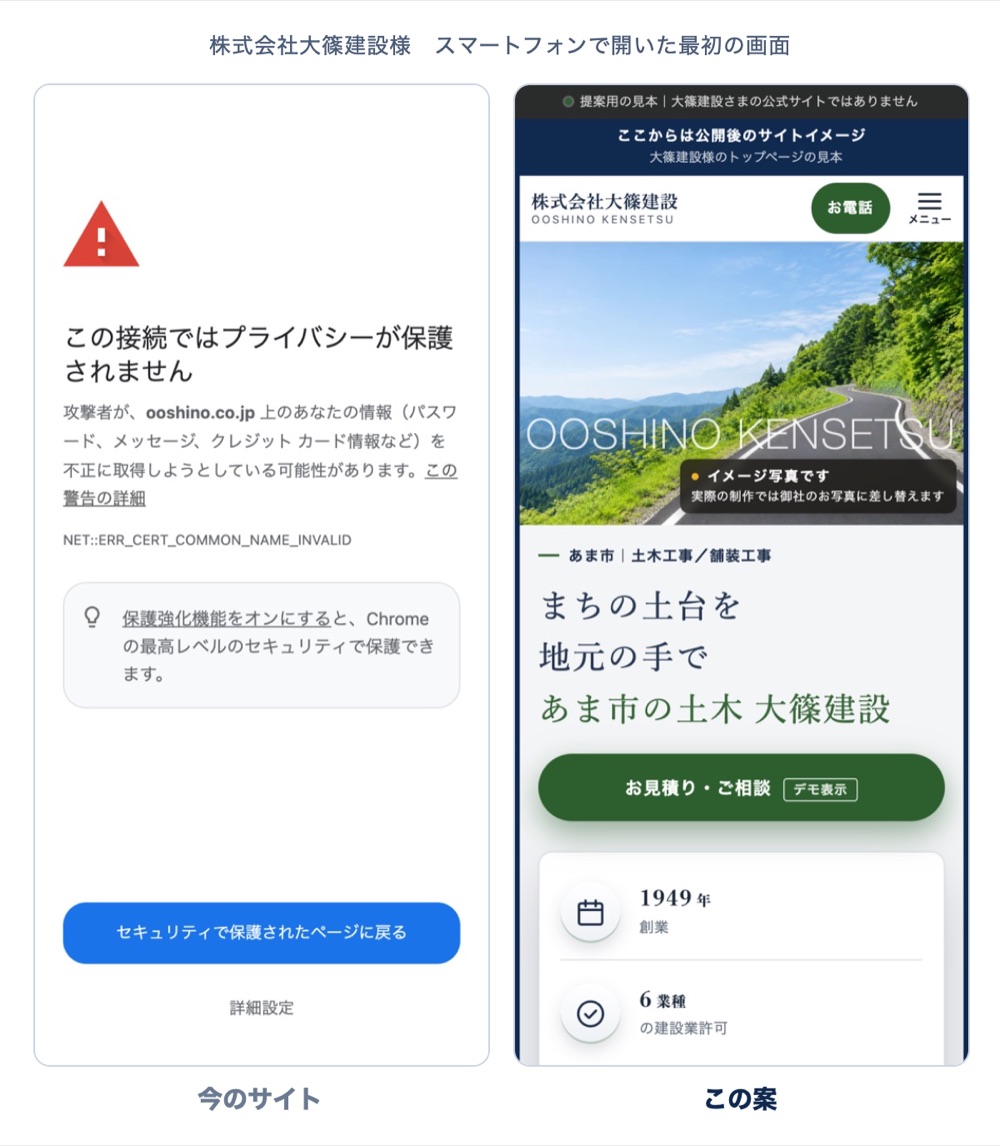 株式会社大篠建設様　スマートフォンで開いた最初の画面
この接続ではプライバシーが保護
されません
攻撃者が、ooshino.co.jp 上のあなたの情報（パスワ
ード、メッセージ、クレジット カード情報など）を
不正に取得しようとしている可能性があります。この
警告の詳細
NET::ERR_CERT_COMMON_NAME_INVALID
保護強化機能をオンにすると、Chrome
の最高レベルのセキュリティで保護でき
ます。
セキュリティで保護されたページに戻る
詳細設定
今のサイト
提案用の見本｜大篠建設さまの公式サイトではありません
ここからは公開後のサイトイメージ
大篠建設様のトップページの見本
株式会社大篠建設
OOSHINO KENSETSU
お電話
メニュー
OOSHINO KENSETSU
イメージ写真です
実際の制作では御社のお写真に差し替えます
あま市｜土木工事／舗装工事
まちの土台を
地元の手で
あま市の土木 大篠建設
お見積り・ご相談 デモ表示
1949 年
創業
6 業種
の建設業許可
この案